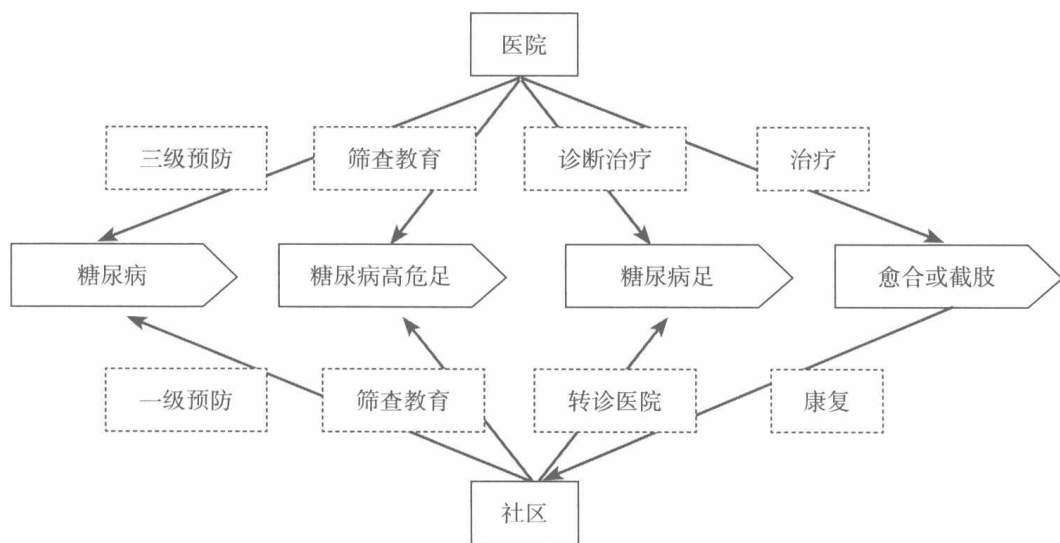 医院
三级预防
筛查教育
诊断治疗
治疗
糖尿病
糖尿病高危足
糖尿病足
愈合或截肢
一级预防
筛查教育
转诊医院
康复
社区